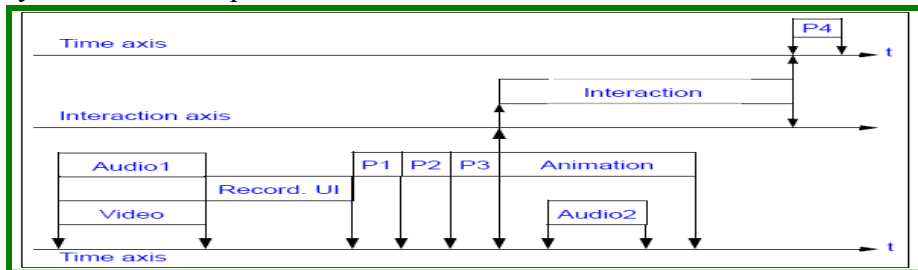 P4
Time axis
t
Interaction
Interaction axis
Audio1 P1 P2 P3 Animation
Record. UI
Video Audio2
t
Time axis